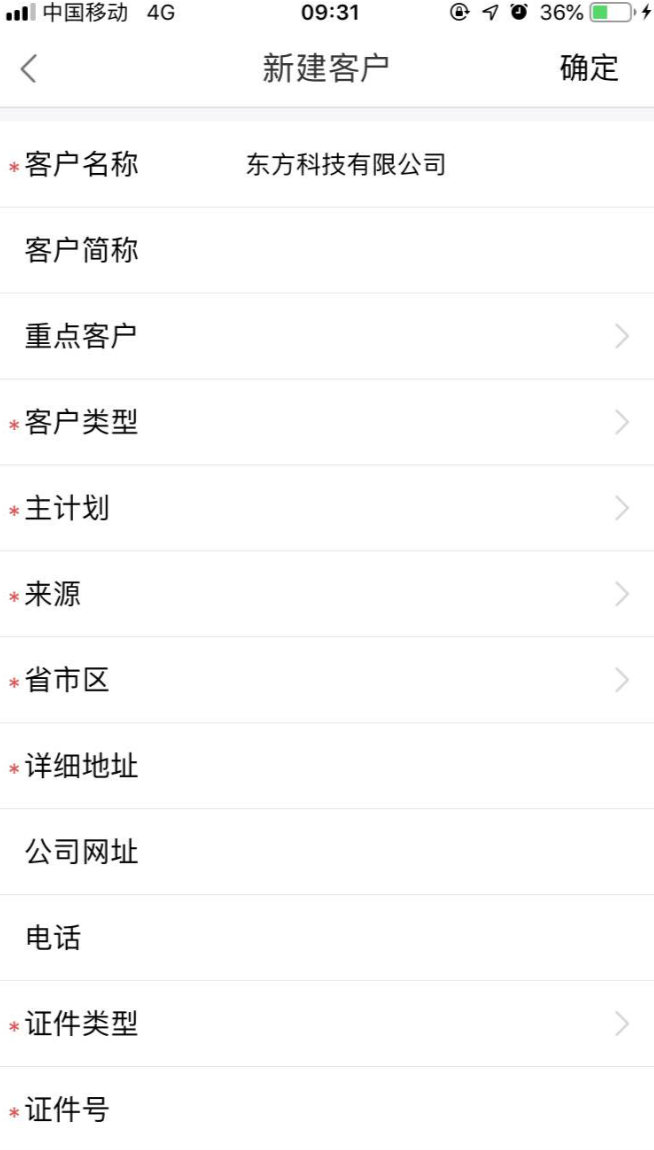 中国移动 4G 09:31 36%
新建客户 确定
*客户名称 东方科技有限公司
客户简称
重点客户
*客户类型
*主计划
*来源
*省市区
*详细地址
公司网址
电话
*证件类型
*证件号